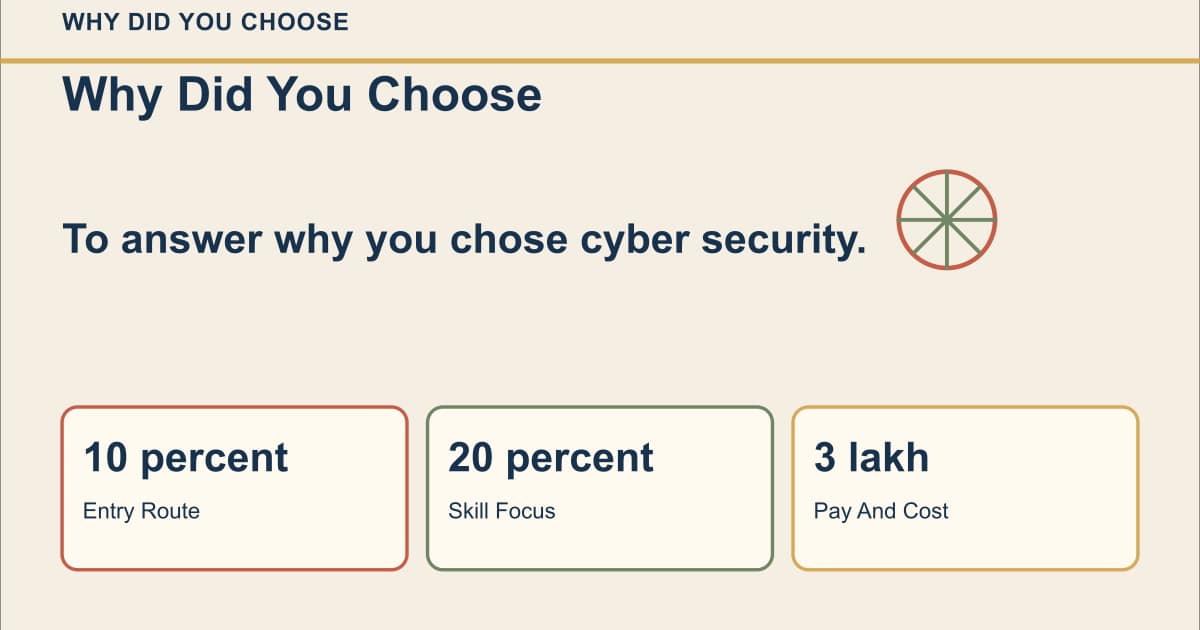 WHY DID YOU CHOOSE
Why Did You Choose
To answer why you chose cyber security.
10 percent
Entry Route
20 percent
Skill Focus
3 lakh
Pay And Cost